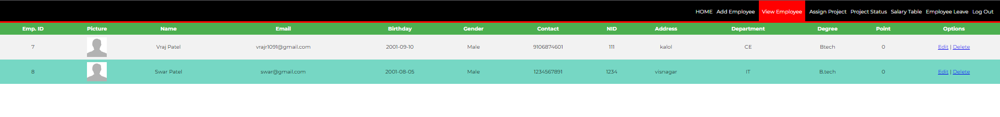 HOME Add Employee View Employee Assign Project Project Status Salary Table Employee Leave Log Out
Emp. ID Picture Name Email Birthday Gender Contact NID Address Department Degree Point Options
7 Vraj Patel vrajr1091@gmail.com 2001-09-10 Male 9106874601 111 kalol CE Btech 0 Edit | Delete
8 Swar Patel swar@gmail.com 2001-08-05 Male 1234567891 1234 visnagar IT B.tech 0 Edit | Delete